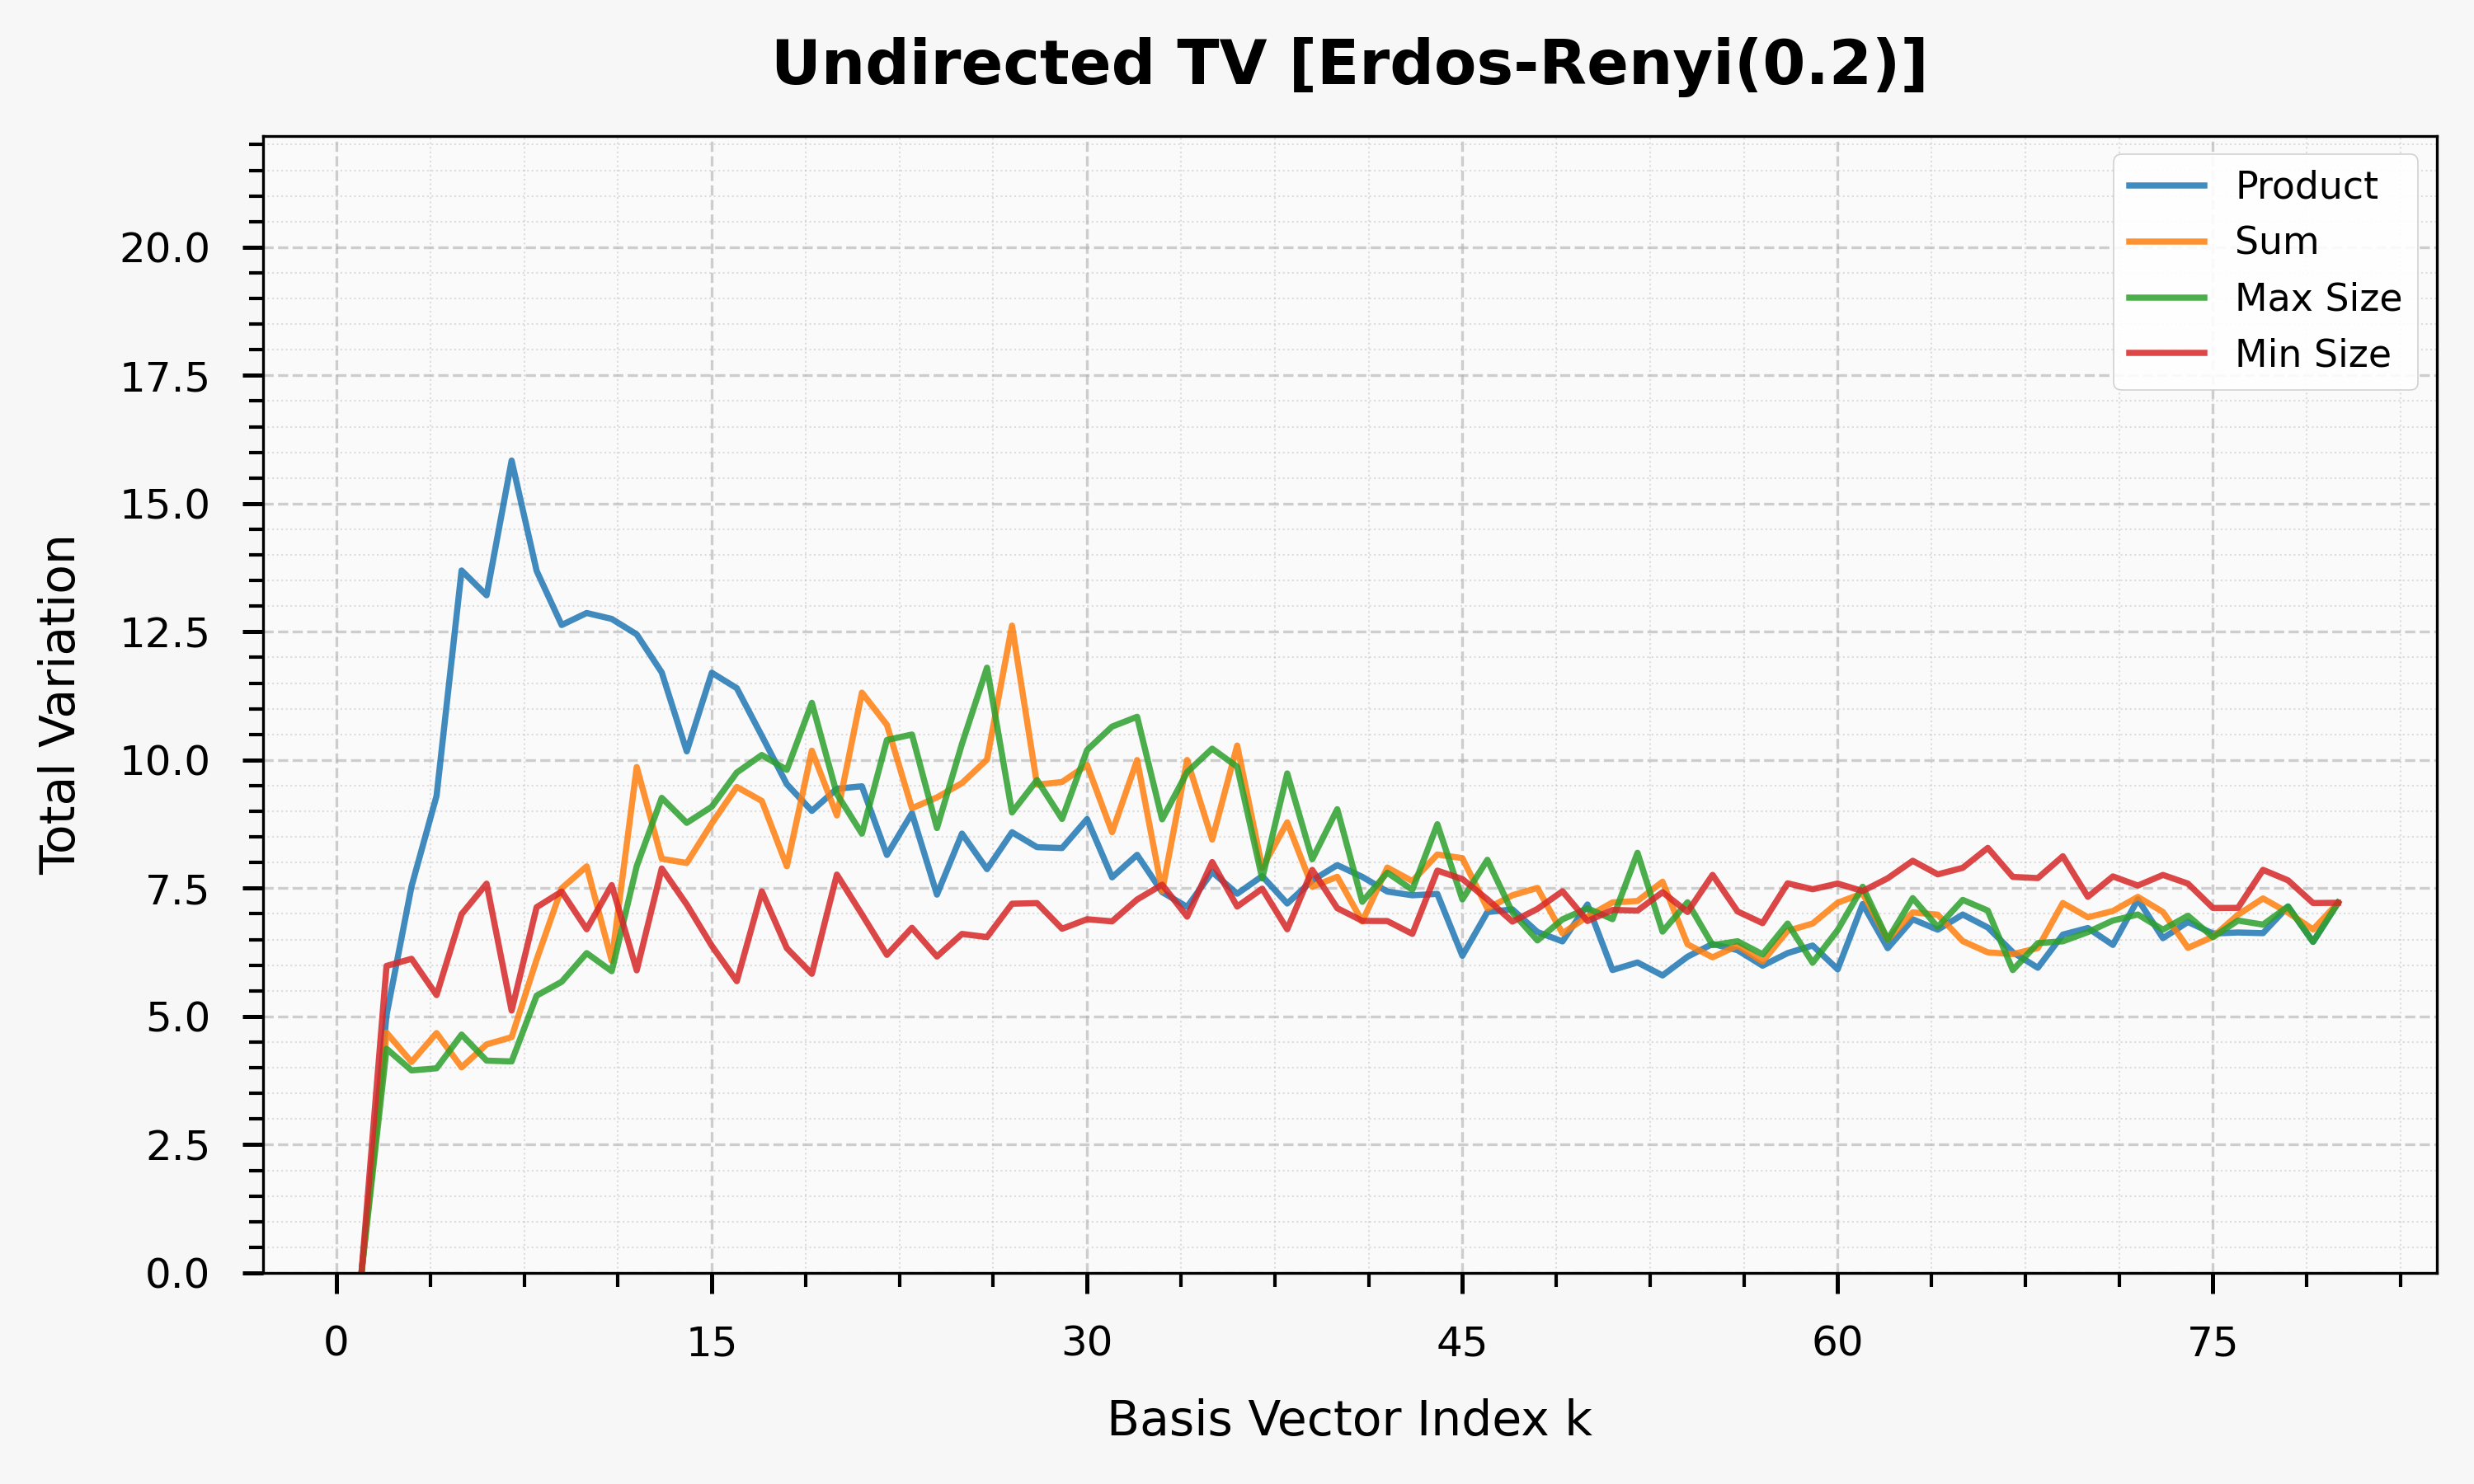 Undirected TV [Erdos-Renyi(0.2)]
Product
Sum
Max Size
Min Size
Total Variation
20.0
17.5
15.0
12.5
10.0
7.5
5.0
2.5
0.0
0 15 30 45 60 75
Basis Vector Index k